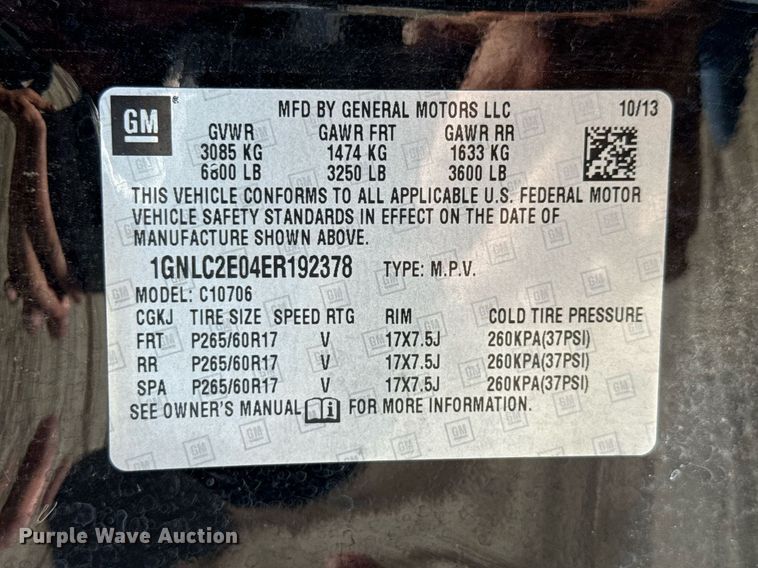 GM
MFD BY GENERAL MOTORS LLC 10/13
GVWR GAWR FRT GAWR RR
3085 KG 1474 KG 1633 KG
6800 LB 3250 LB 3600 LB
THIS VEHICLE CONFORMS TO ALL APPLICABLE U.S. FEDERAL MOTOR
VEHICLE SAFETY STANDARDS IN EFFECT ON THE DATE OF
MANUFACTURE SHOWN ABOVE.
1GNLC2E04ER192378 TYPE: M.P.V.
MODEL: C10706
CGKJ TIRE SIZE SPEED RTG RIM COLD TIRE PRESSURE
FRT P265/60R17 V 17X7.5J 260KPA(37PSI)
RR P265/60R17 V 17X7.5J 260KPA(37PSI)
SPA P265/60R17 V 17X7.5J 260KPA(37PSI)
SEE OWNER'S MANUAL FOR MORE INFORMATION.
Purple Wave Auction